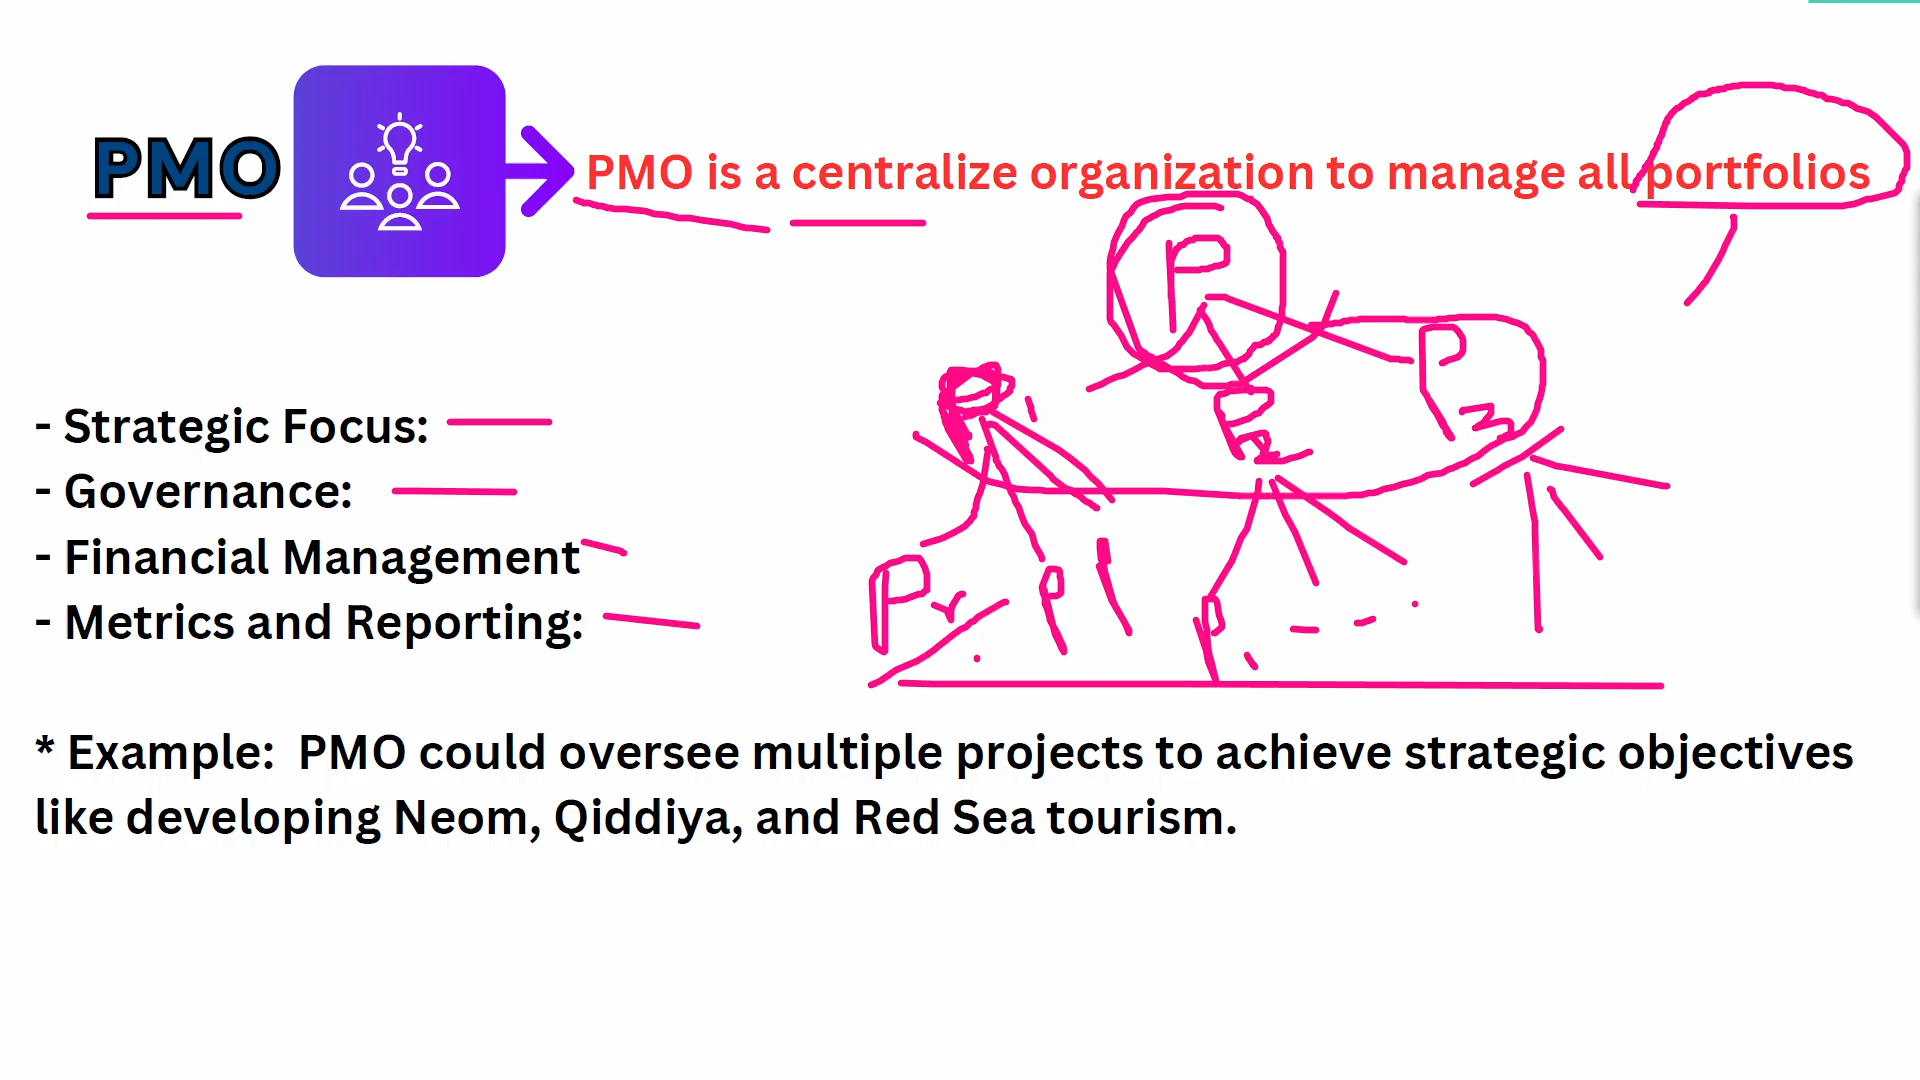 PMO
PMO is a centralize organization to manage all portfolios
P
P
P
P
- Strategic Focus:
- Governance:
- Financial Management
- Metrics and Reporting:
Pr
P
P
* Example: PMO could oversee multiple projects to achieve strategic objectives
like developing Neom, Qiddiya, and Red Sea tourism.